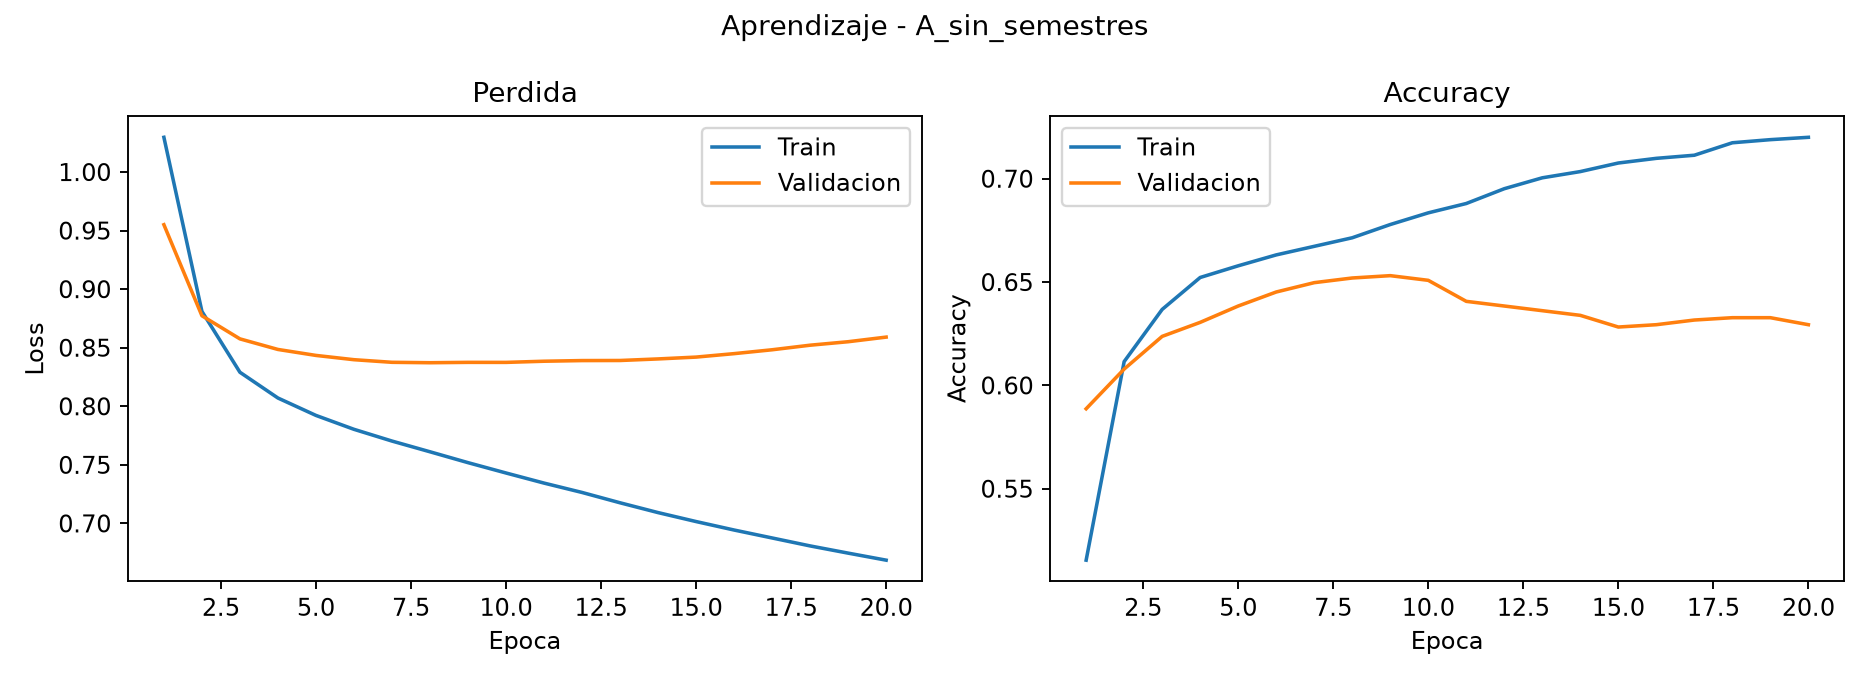 Aprendizaje - A_sin_semestres
Perdida
Train
Validacion
1.00
0.95
0.90
0.85
0.80
0.75
0.70
Loss
2.5 5.0 7.5 10.0 12.5 15.0 17.5 20.0
Epoca
Accuracy
Train
Validacion
0.70
0.65
0.60
0.55
Accuracy
2.5 5.0 7.5 10.0 12.5 15.0 17.5 20.0
Epoca